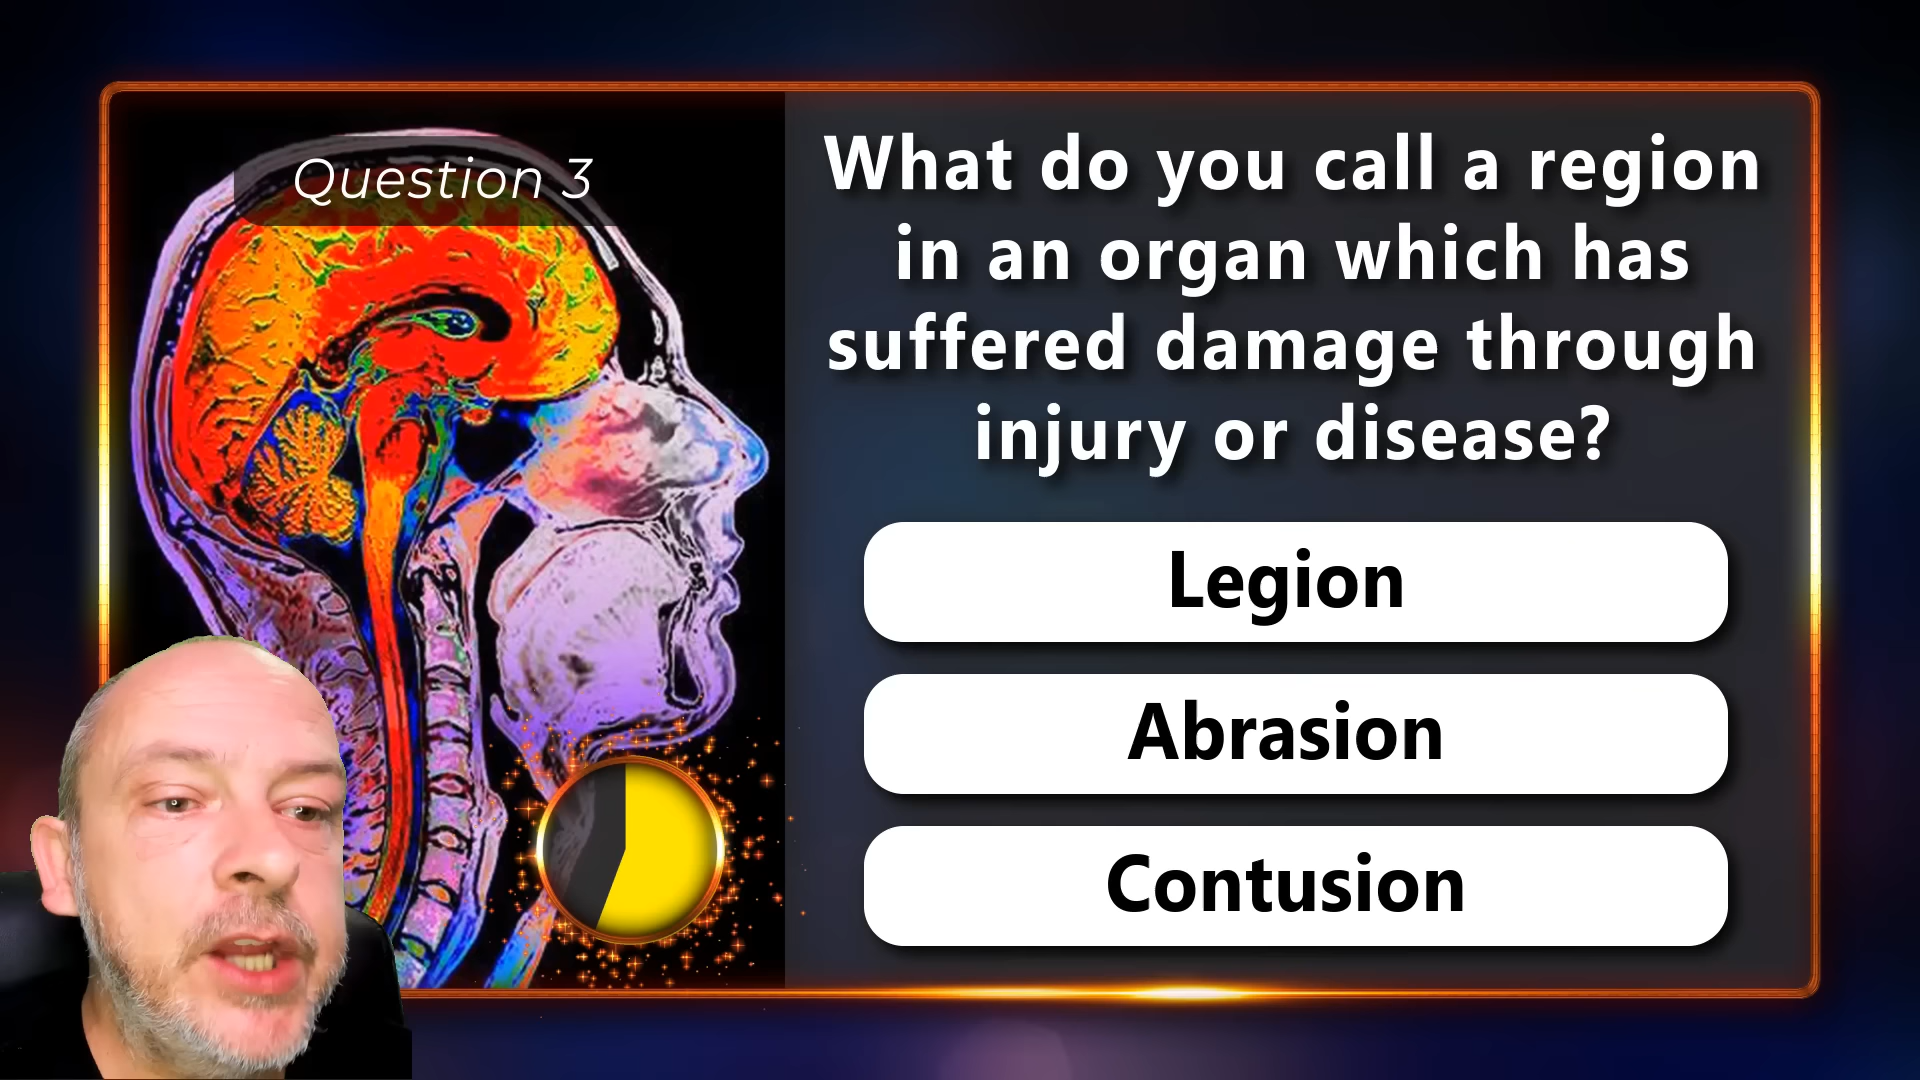 Question 3
What do you call a region
in an organ which has
suffered damage through
injury or disease?
Legion
Abrasion
Contusion